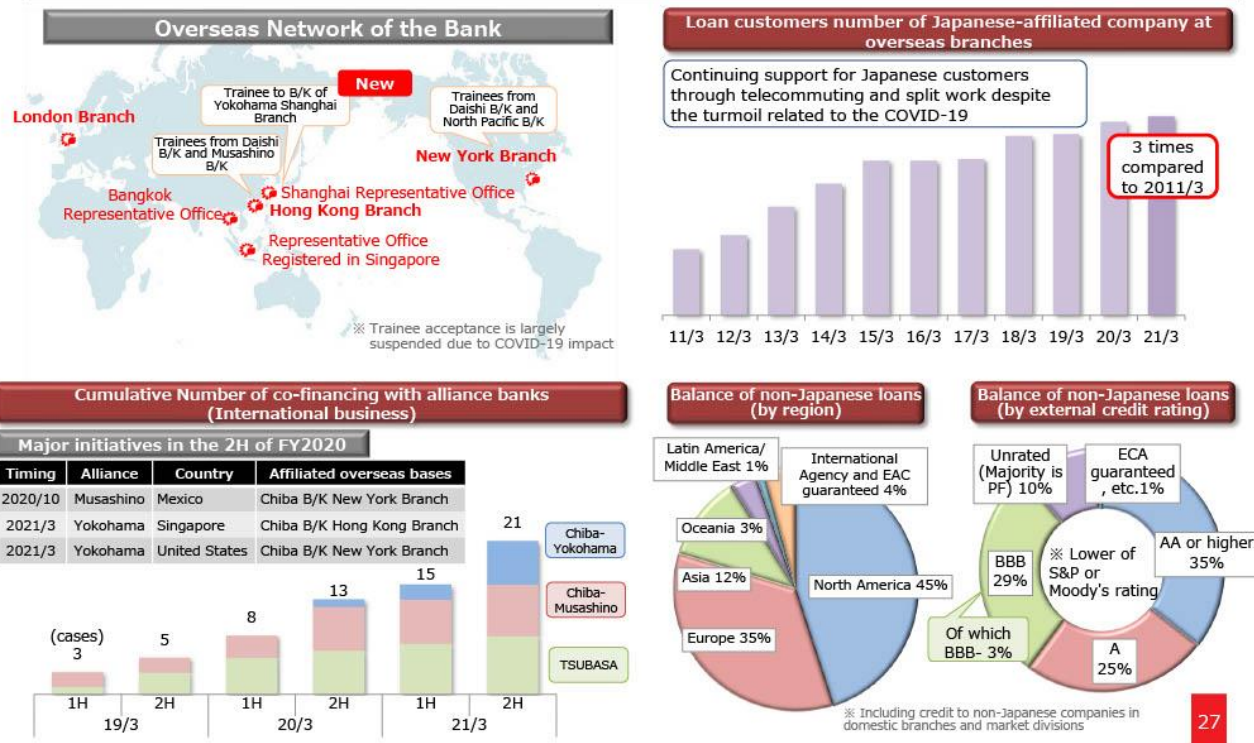 Overseas Network of the Bank
New
Trainee to B/K of
Yokohama Shanghai
Branch
Trainees from
Daishi B/K and
North Pacific B/K
London Branch
Trainees from Daishi
B/K and Musashino
B/K
New York Branch
Bangkok
Representative Office
Shanghai Representative Office
Hong Kong Branch
Representative Office
Registered in Singapore
※ Trainee acceptance is largely
suspended due to COVID-19 impact
Loan customers number of Japanese-affiliated company at
overseas branches
Continuing support for Japanese customers
through telecommuting and split work despite
the turmoil related to the COVID-19
3 times
compared
to 2011/3
11/3 12/3 13/3 14/3 15/3 16/3 17/3 18/3 19/3 20/3 21/3
Cumulative Number of co-financing with alliance banks
(International business)
Major initiatives in the 2H of FY2020
Timing Alliance Country Affiliated overseas bases
2020/10 Musashino Mexico Chiba B/K New York Branch
2021/3 Yokohama Singapore Chiba B/K Hong Kong Branch
2021/3 Yokohama United States Chiba B/K New York Branch
(cases)
3 5 8 13 15 21
Chiba-
Yokohama
Chiba-
Musashino
TSUBASA
1H 2H 1H 2H 1H 2H
19/3 20/3 21/3
Balance of non-Japanese loans
(by region)
Latin America/
Middle East 1%
International
Agency and EAC
guaranteed 4%
Oceania 3%
Asia 12%
North America 45%
Europe 35%
Balance of non-Japanese loans
(by external credit rating)
Unrated
(Majority is
PF) 10%
ECA
guaranteed
, etc.1%
AA or higher
35%
BBB
29%
※ Lower of
S&P or
Moody's rating
Of which
BBB- 3%
A
25%
※ Including credit to non-Japanese companies in
domestic branches and market divisions
27